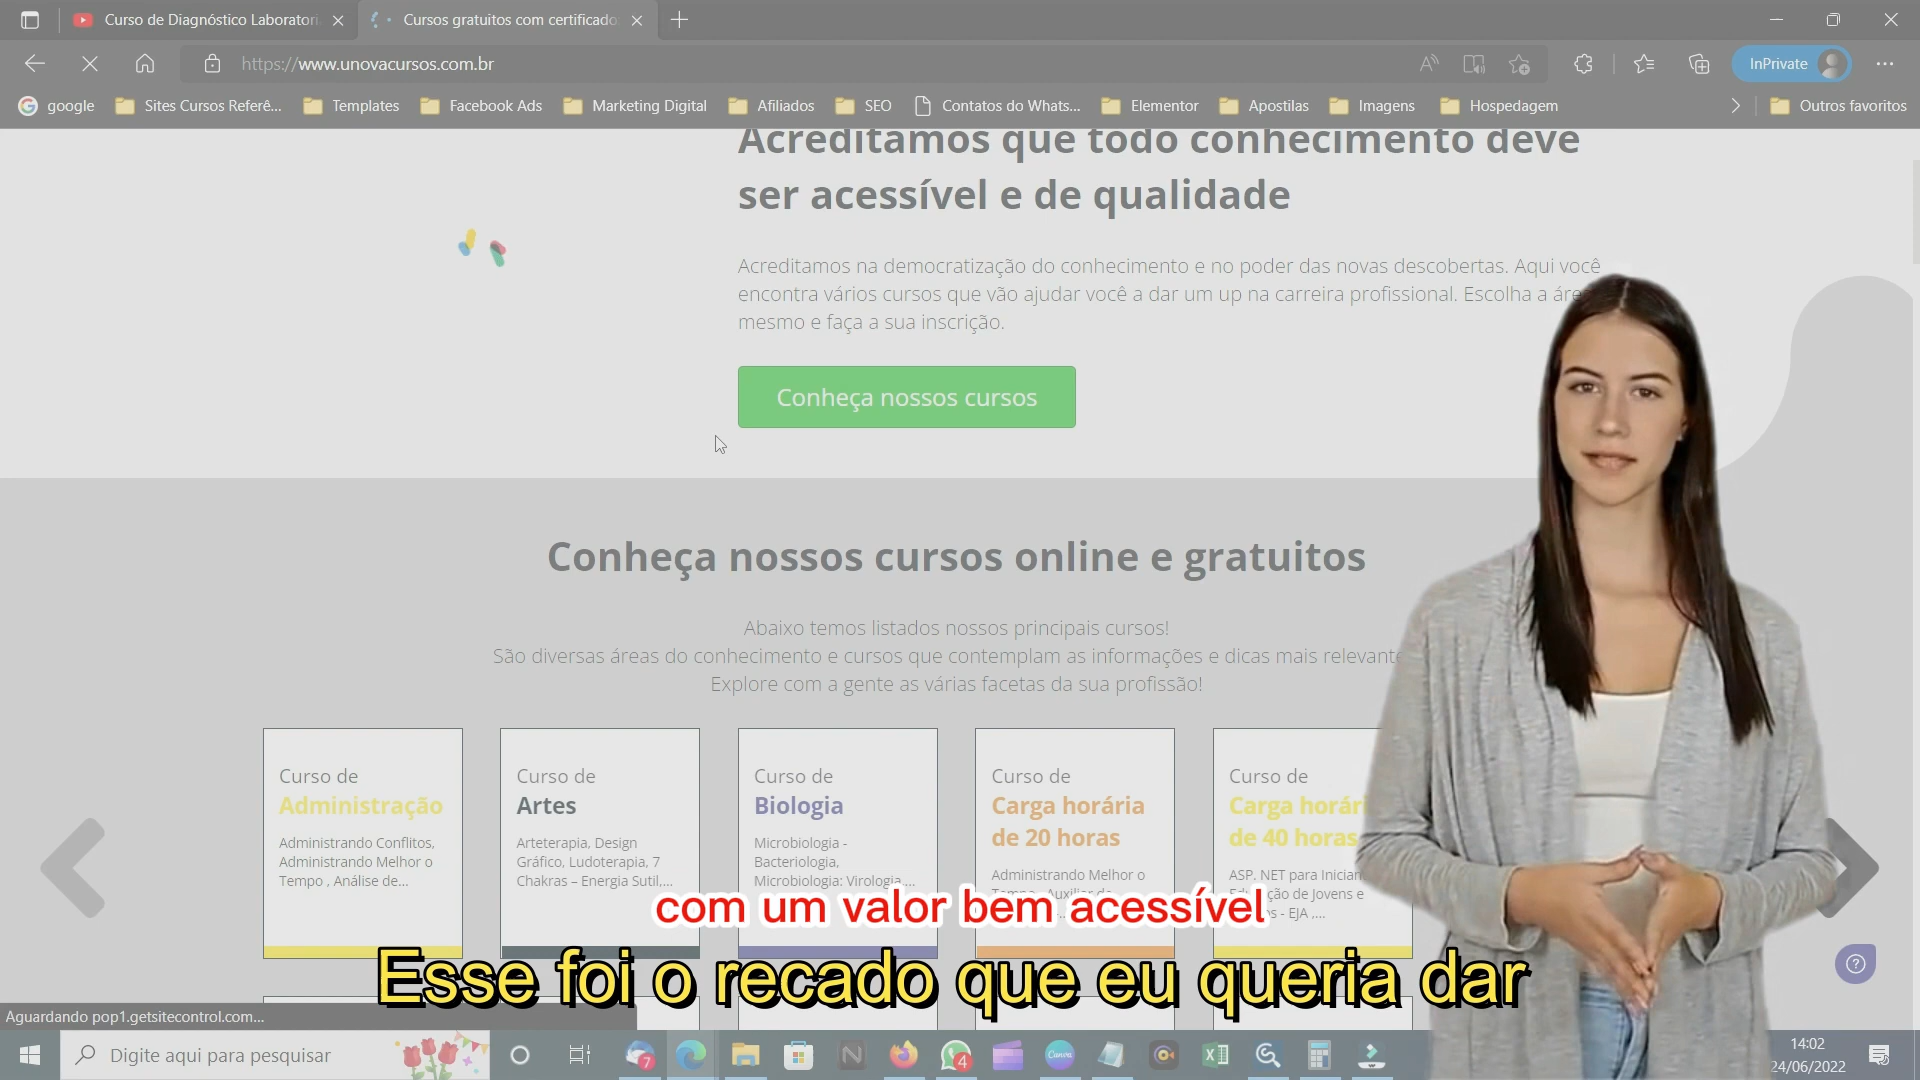 Curso de Diagnóstico Laboratori
Cursos gratuitos com certificado
https://www.unovacursos.com.br
InPrivate
google
Sites Cursos Referê...
Templates
Facebook Ads
Marketing Digital
Afiliados
SEO
Contatos do Whats...
Elementor
Apostilas
Imagens
Hospedagem
Outros favoritos
Acreditamos que todo conhecimento deve
ser acessível e de qualidade
Acreditamos na democratização do conhecimento e no poder das novas descobertas. Aqui você
encontra vários cursos que vão ajudar você a dar um up na carreira profissional. Escolha a áre
mesmo e faça a sua inscrição.
Conheça nossos cursos
Conheça nossos cursos online e gratuitos
Abaixo temos listados nossos principais cursos!
São diversas áreas do conhecimento e cursos que contemplam as informações e dicas mais relevante
Explore com a gente as várias facetas da sua profissão!
Curso de
Administração
Administrando Conflitos,
Administrando Melhor o
Tempo , Análise de...
Curso de
Artes
Arteterapia, Design
Gráfico, Ludoterapia, 7
Chakras – Energia Sutil,...
Curso de
Biologia
Microbiologia -
Bacteriologia,
Microbiologia: Virologia,...
Curso de
Carga horária
de 20 horas
Administrando Melhor o
Curso de
Carga horári
de 40 horas
ASP. NET para Inician
ção de Jovens e
s - EJA ,...
com um valor bem acessível
Esse foi o recado que eu queria dar
Aguardando pop1.getsitecontrol.com...
Digite aqui para pesquisar
7
4
Canva
14:02
24/06/2022